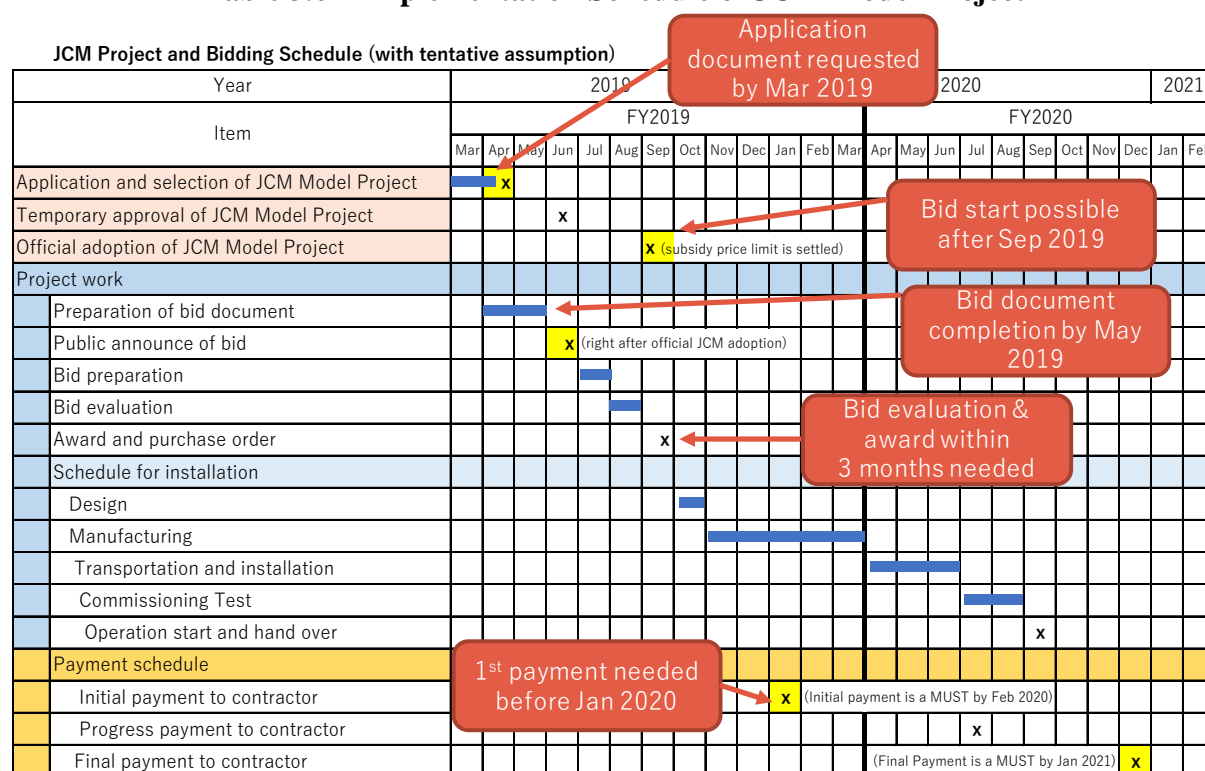 JCM Project and Bidding Schedule (with tentative assumption)
Application
document requested
by Mar 2019
Year 2019 2020 2021
Item FY2019 FY2020
Mar Apr May Jun Jul Aug Sep Oct Nov Dec Jan Feb Mar Apr May Jun Jul Aug Sep Oct Nov Dec Jan
Application and selection of JCM Model Project x
Temporary approval of JCM Model Project x
Bid start possible
after Sep 2019
Official adoption of JCM Model Project x (subsidy price limit is settled)
Project work
Preparation of bid document
Bid document
completion by May
2019
Public announce of bid x (right after official JCM adoption)
Bid preparation
Bid evaluation
Bid evaluation &
award within
3 months needed
Award and purchase order x
Schedule for installation
Design
Manufacturing
Transportation and installation
Commissioning Test
Operation start and hand over x
Payment schedule
1st payment needed
before Jan 2020
Initial payment to contractor x (Initial payment is a MUST by Feb 2020)
Progress payment to contractor x
Final payment to contractor (Final Payment is a MUST by Jan 2021) x